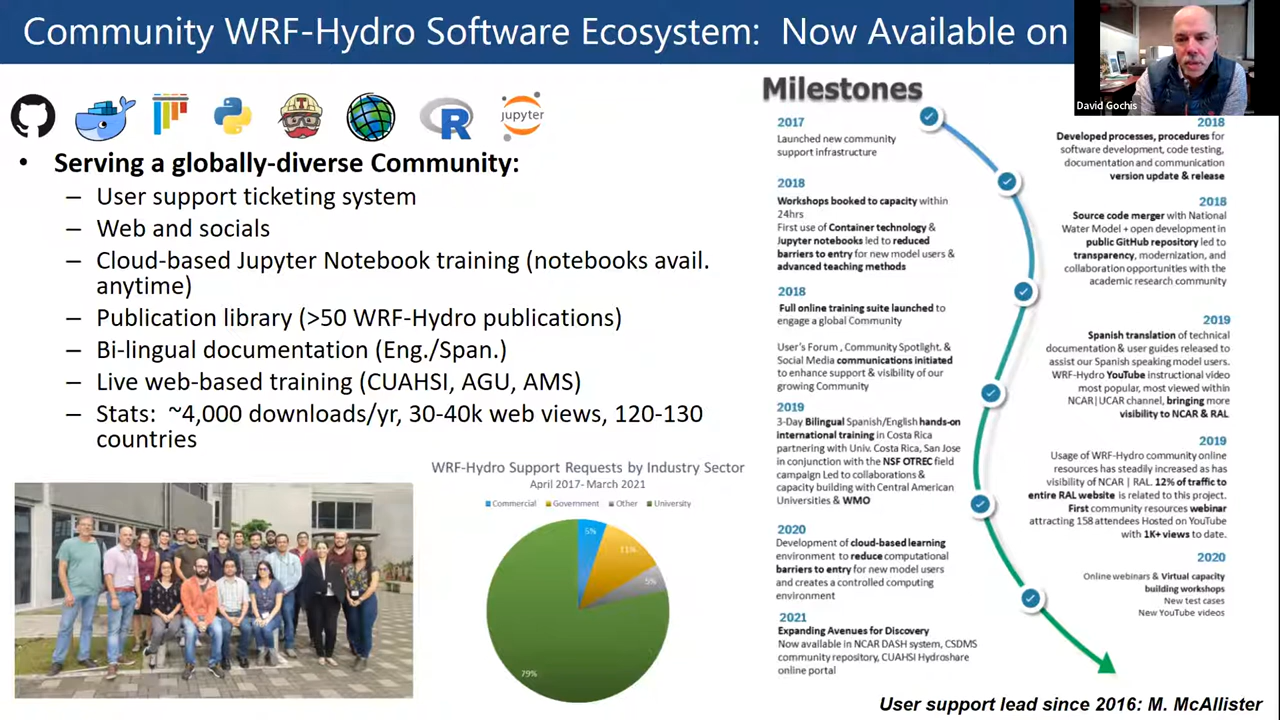 Community WRF-Hydro Software Ecosystem:  Now Available on
David Gochis
jupyter
• Serving a globally-diverse Community:
– User support ticketing system
– Web and socials
– Cloud-based Jupyter Notebook training (notebooks avail.
anytime)
– Publication library (>50 WRF-Hydro publications)
– Bi-lingual documentation (Eng./Span.)
– Live web-based training (CUAHSI, AGU, AMS)
– Stats:  ~4,000 downloads/yr, 30-40k web views, 120-130
countries
WRF-Hydro Support Requests by Industry Sector
April 2017- March 2021
Commercial Government Other University
5%
11%
5%
79%
Milestones
2017
Launched new community
support infrastructure
2018
Workshops booked to capacity within
24hrs
First use of Container technology &
Jupyter notebooks led to reduced
barriers to entry for new model users &
advanced teaching methods
2018
Full online training suite launched to
engage a global Community
User's Forum , Community Spotlight. &
Social Media communications initiated
to enhance support & visibility of our
growing Community
2019
3-Day Bilingual Spanish/English hands-on
international training in Costa Rica
partnering with Univ. Costa Rica, San Jose
in conjunction with the NSF OTREC field
campaign Led to collaborations &
capacity building with Central American
Universities & WMO
2020
Development of cloud-based learning
environment to reduce computational
barriers to entry for new model users
and creates a controlled computing
environment
2021
Expanding Avenues for Discovery
Now available in NCAR DASH system, CSDMS
community repository, CUAHSI Hydroshare
online portal
2018
Developed processes, procedures for
software development, code testing,
documentation and communication
version update & release
2018
Source code merger with National
Water Model + open development in
public GitHub repository led to
transparency, modernization, and
collaboration opportunities with the
academic research community
2019
Spanish translation of technical
documentation & user guides released to
assist our Spanish speaking model users.
WRF-Hydro YouTube instructional video
most popular, most viewed within
NCAR|UCAR channel, bringing more
visibility to NCAR & RAL
2019
Usage of WRF-Hydro community online
resources has steadily increased as has
visibility of NCAR | RAL. 12% of traffic to
entire RAL website is related to this project.
First community resources webinar
attracting 158 attendees Hosted on YouTube
with 1K+ views to date.
2020
Online webinars & Virtual capacity
building workshops
New test cases
New YouTube videos
User support lead since 2016: M. McAllister